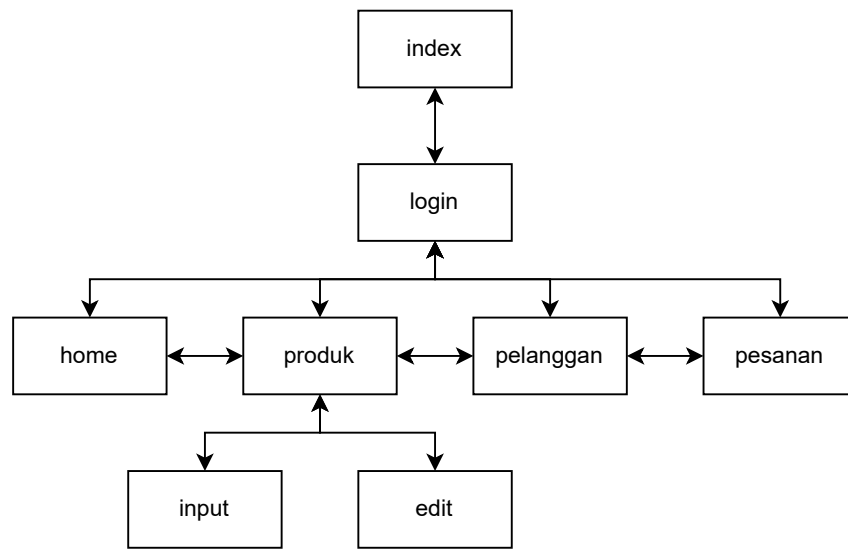 index
login
home
produk
pelanggan
pesanan
input
edit